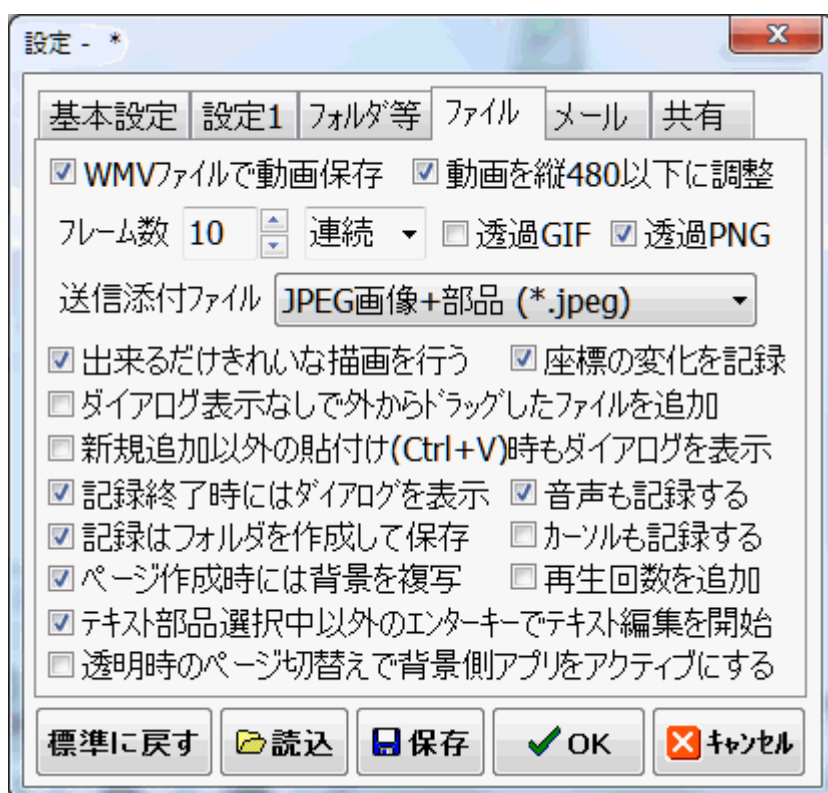 設定 - *
基本設定 設定1 フォルダ等 ファイル メール 共有
WMVファイルで動画保存 動画を縦480以下に調整
フレーム数 10 連続 透過GIF 透過PNG
送信添付ファイル JPEG画像+部品 (*.jpeg)
出来るだけきれいな描画を行う 座標の変化を記録
ダイアログ表示なしで外からドラッグしたファイルを追加
新規追加以外の貼付け(Ctrl+V)時もダイアログを表示
記録終了時にはダイアログを表示 音声も記録する
記録はフォルダを作成して保存 カーソルも記録する
ページ作成時には背景を複写 再生回数を追加
テキスト部品選択中以外のエンターキーでテキスト編集を開始
透明時のページ切替えで背景側アプリをアクティブにする
標準に戻す 読込 保存 OK キャンセル